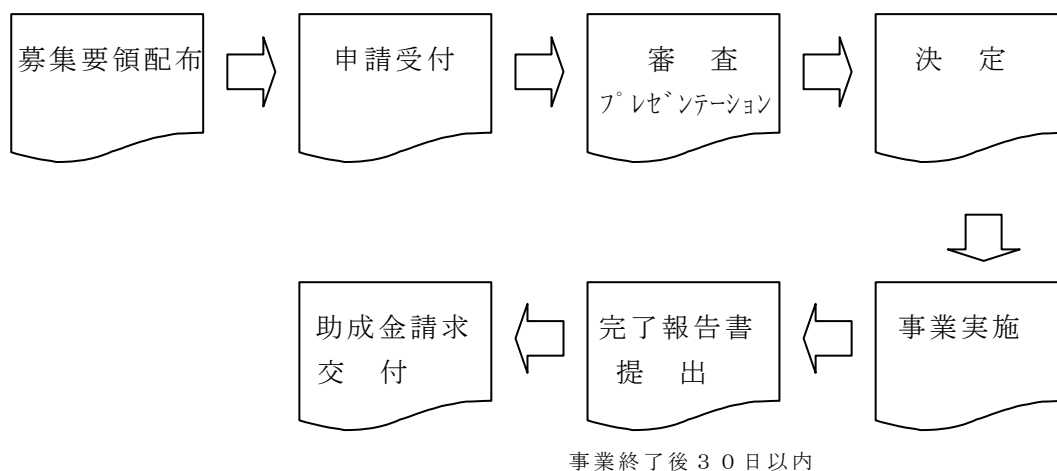 募集要領配布
申請受付
審　査
ﾌﾟﾚｾﾞﾝﾃｰｼｮﾝ
決　定
事業実施
完了報告書
提　出
事業終了後３０日以内
助成金請求
交　付